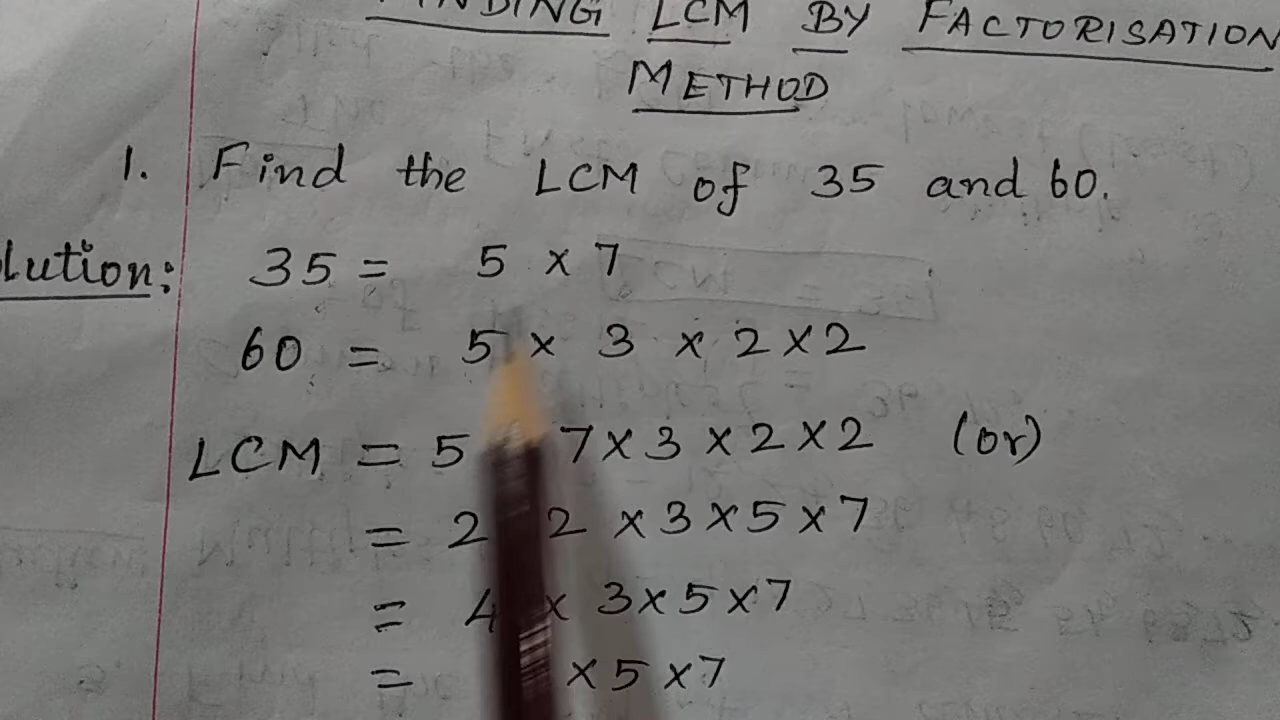 FINDING LCM BY FACTORISATION
METHOD
1. Find the LCM of 35 and 60.
lution:
35 = 5 × 7
60 = 5 × 3 × 2 × 2
LCM = 5 7 × 3 × 2 × 2 (or)
= 2 2 × 3 × 5 × 7
= 4 × 3 × 5 × 7
= × 5 × 7